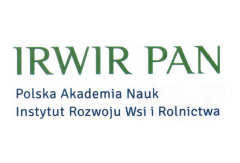 IRWIR PAN
Polska Akademia Nauk
Instytut Rozwoju Wsi i Rolnictwa